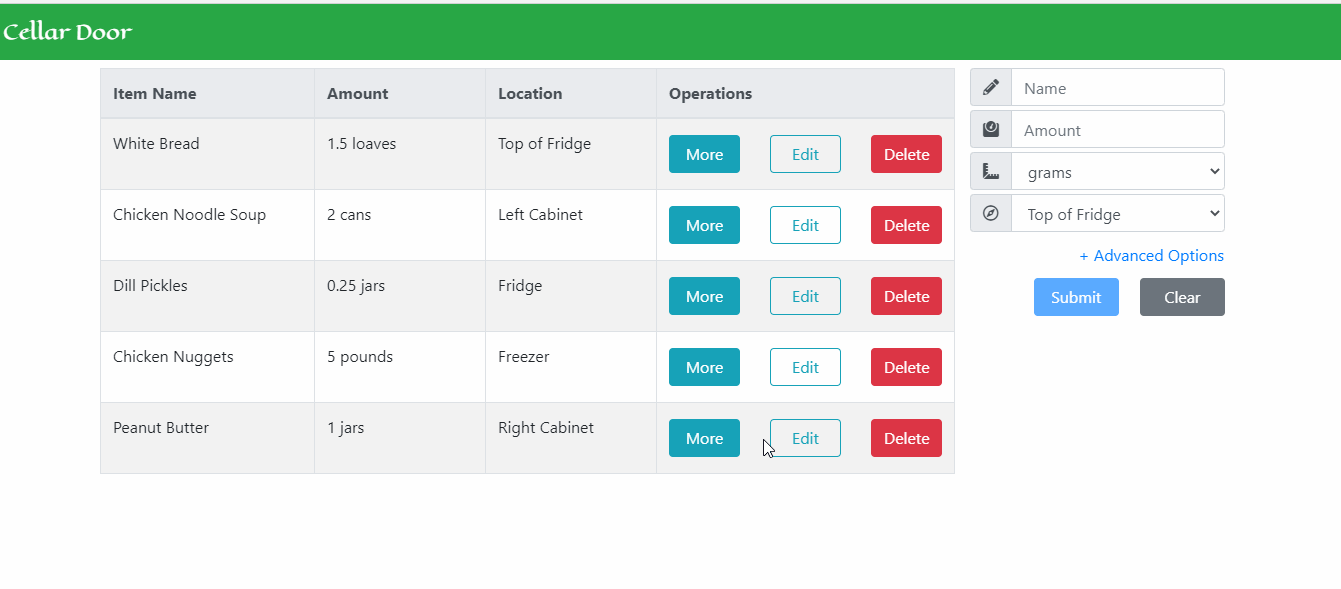 Cellar Door
Item Name Amount Location Operations
White Bread 1.5 loaves Top of Fridge More Edit Delete
Chicken Noodle Soup 2 cans Left Cabinet More Edit Delete
Dill Pickles 0.25 jars Fridge More Edit Delete
Chicken Nuggets 5 pounds Freezer More Edit Delete
Peanut Butter 1 jars Right Cabinet More Edit Delete
Name
Amount
grams
Top of Fridge
+ Advanced Options
Submit Clear